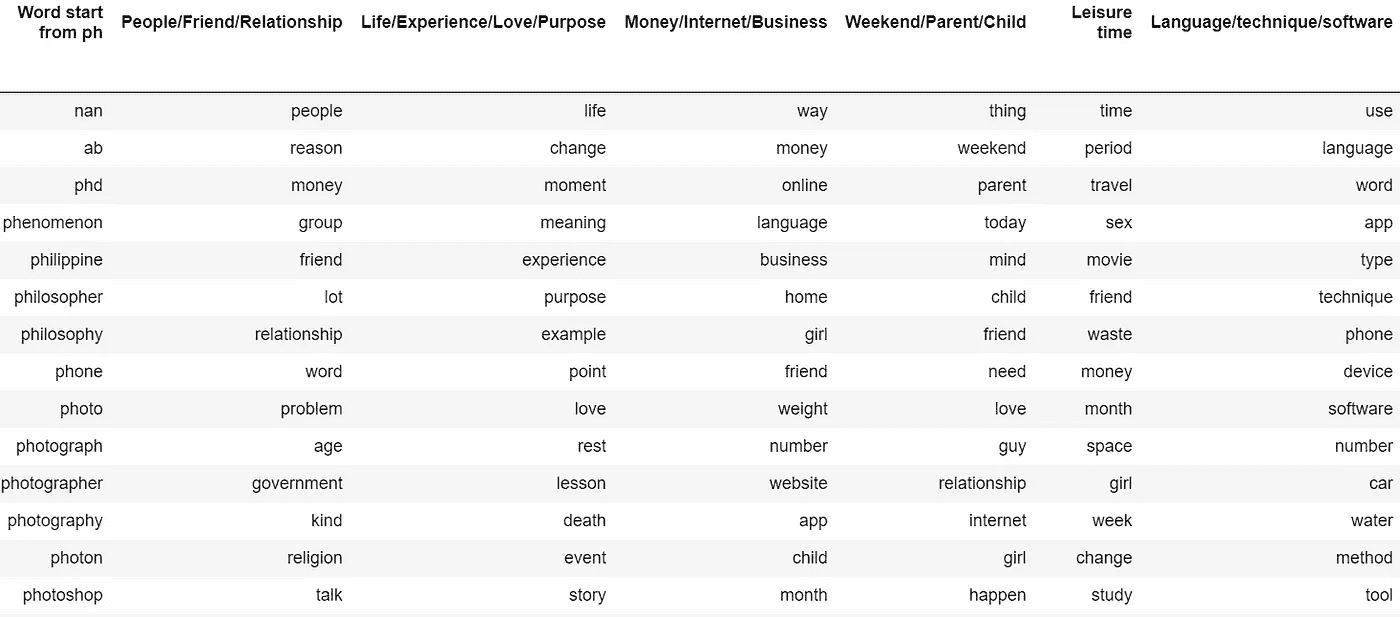 Word start from ph People/Friend/Relationship Life/Experience/Love/Purpose Money/Internet/Business Weekend/Parent/Child Leisure time Language/technique/software
nan people life way thing time use
ab reason change money weekend period language
phd money moment online parent travel word
phenomenon group meaning language today sex app
philippine friend experience business mind movie type
philosopher lot purpose home child friend technique
philosophy relationship example girl friend waste phone
phone word point friend need money device
photo problem love weight love month software
photograph age rest number guy space number
photographer government lesson website relationship girl car
photography kind death app internet week water
photon religion event child girl change method
photoshop talk story month happen study tool